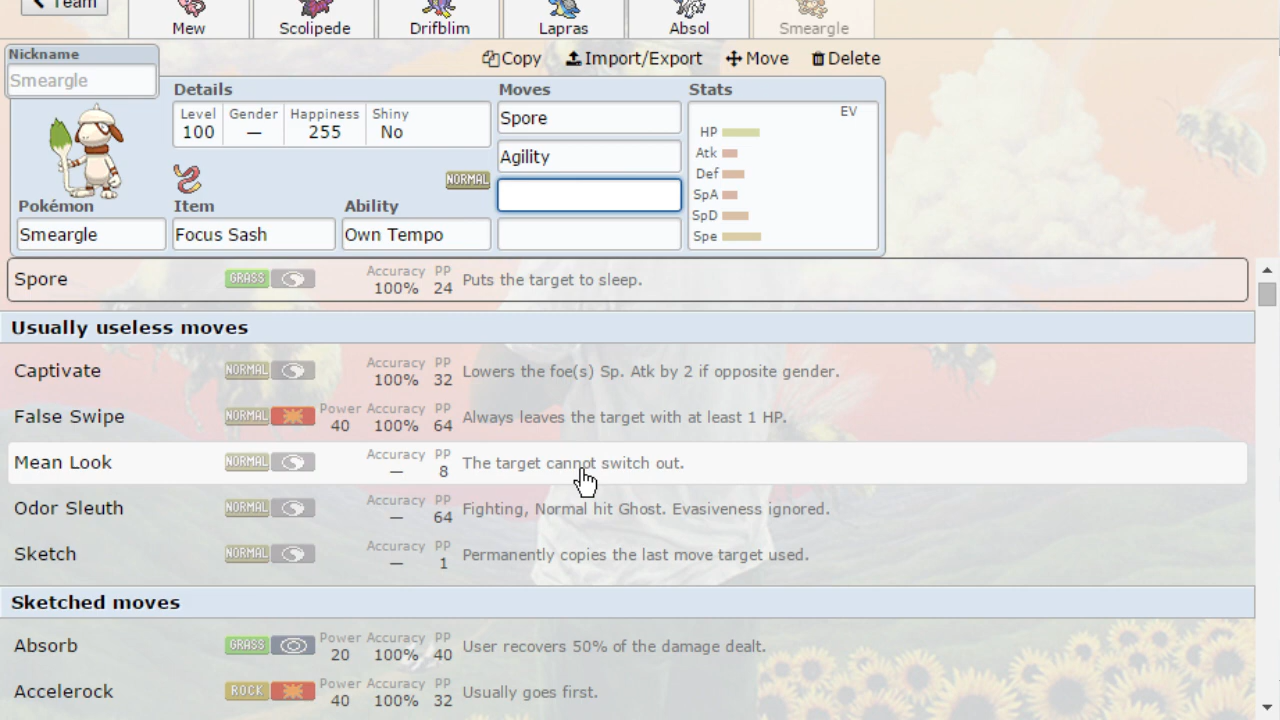 Team
Mew
Scolipede
Drifblim
Lapras
Absol
Smeargle
Nickname
Smeargle
Copy
Import/Export
Move
Delete
Details
Moves
Stats
Level
Gender
Happiness
Shiny
100
—
255
No
Spore
Agility
EV
HP
Atk
Def
SpA
SpD
Spe
NORMAL
Pokémon
Item
Ability
Smeargle
Focus Sash
Own Tempo
Spore GRASS Accuracy 100% PP 24 Puts the target to sleep.
Usually useless moves
Captivate NORMAL Accuracy 100% PP 32 Lowers the foe(s) Sp. Atk by 2 if opposite gender.
False Swipe NORMAL Power 40 Accuracy 100% PP 64 Always leaves the target with at least 1 HP.
Mean Look NORMAL Accuracy — PP 8 The target cannot switch out.
Odor Sleuth NORMAL Accuracy — PP 64 Fighting, Normal hit Ghost. Evasiveness ignored.
Sketch NORMAL Accuracy — PP 1 Permanently copies the last move target used.
Sketched moves
Absorb GRASS Power 20 Accuracy 100% PP 40 User recovers 50% of the damage dealt.
Accelerock ROCK Power 40 Accuracy 100% PP 32 Usually goes first.